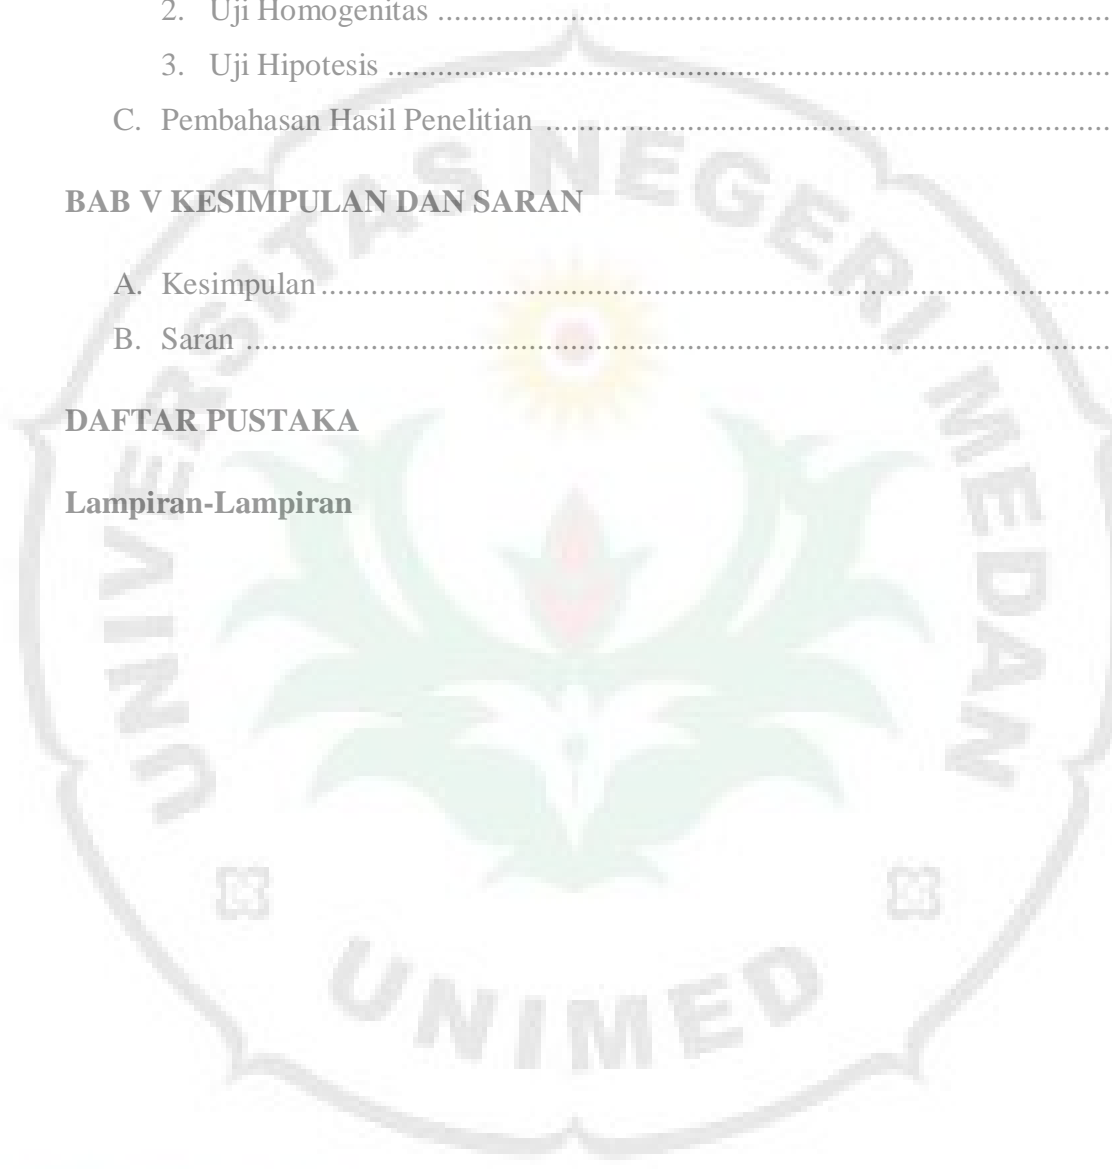 2. Uji Homogenitas ................................................................................
3. Uji Hipotesis ......................................................................................
C. Pembahasan Hasil Penelitian ....................................................................
BAB V KESIMPULAN DAN SARAN
A. Kesimpulan ..............................................................................................
B. Saran ........................................................................................................
DAFTAR PUSTAKA
Lampiran-Lampiran
UNIVERSITAS NEGERI MEDAN
UNIMED